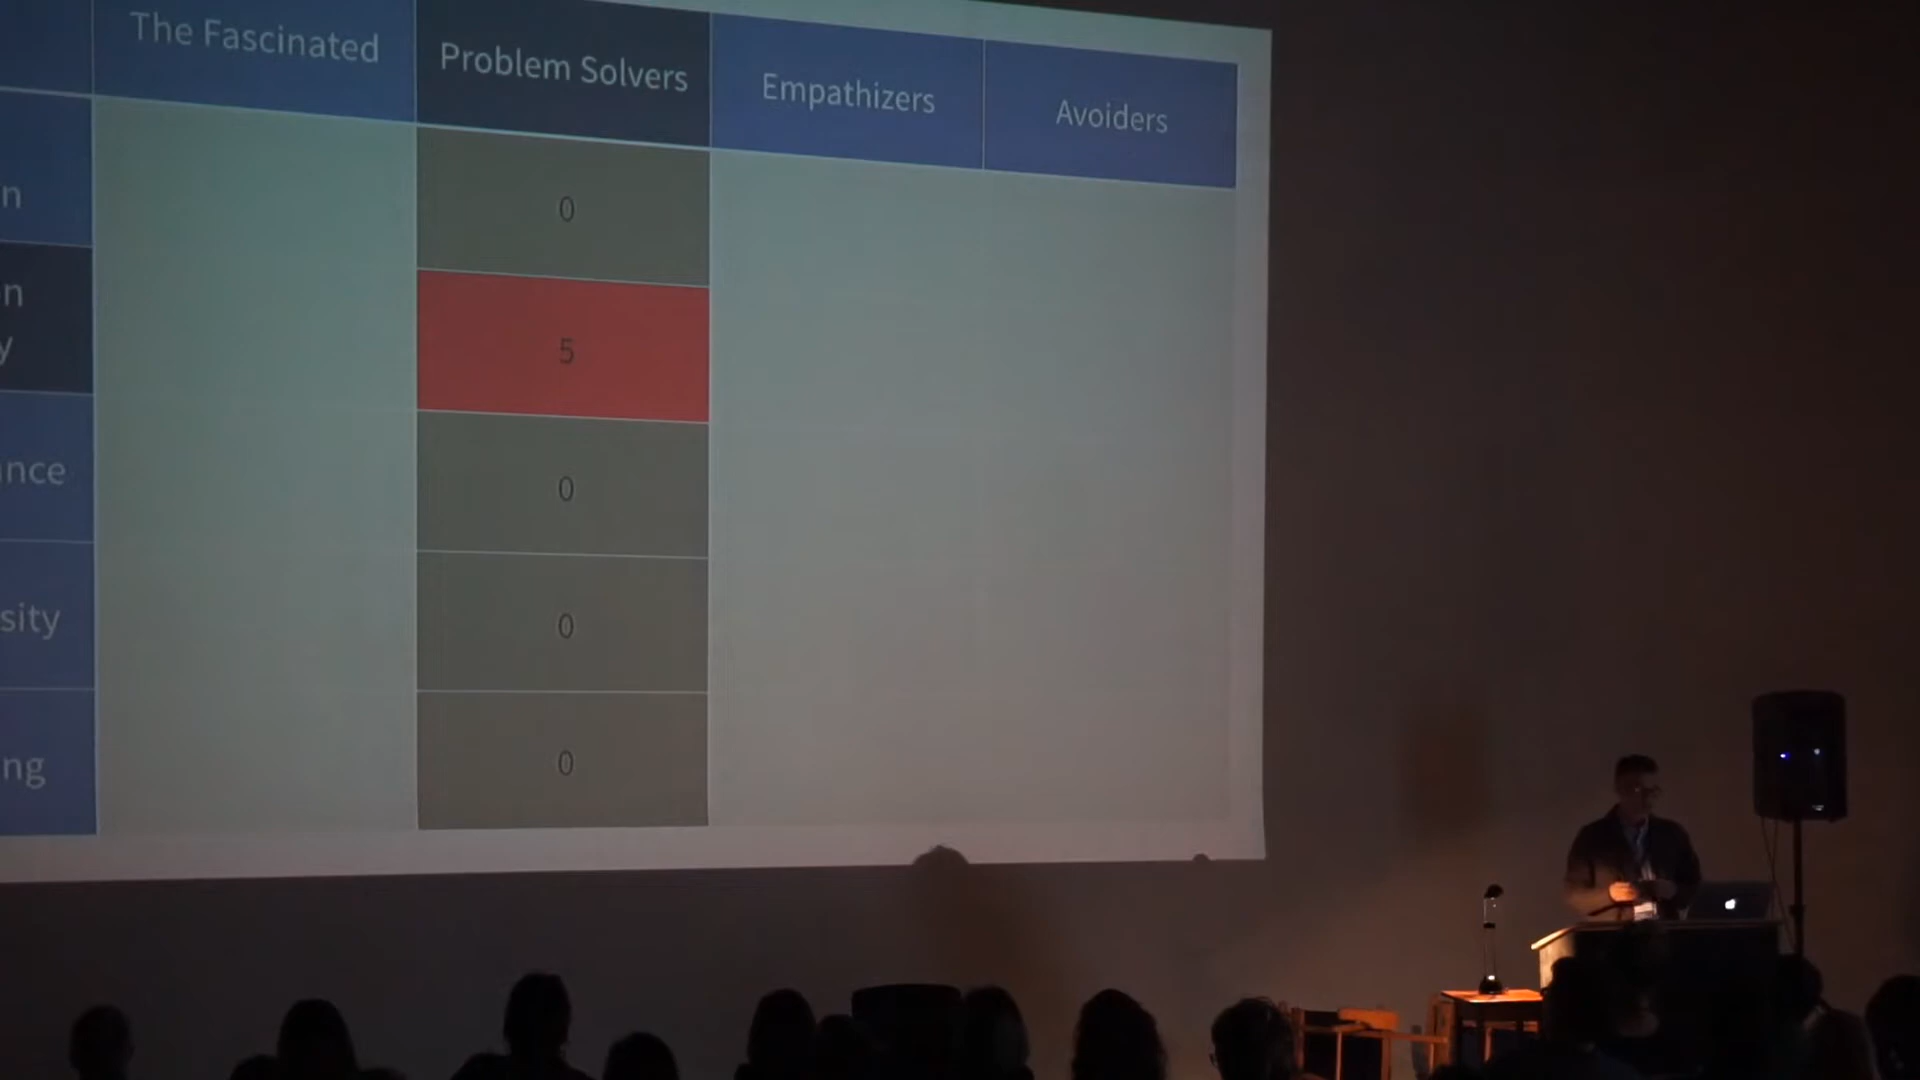 The Fascinated
Problem Solvers
Empathizers
Avoiders
n
0
n
y
5
nce
0
sity
0
ng
0